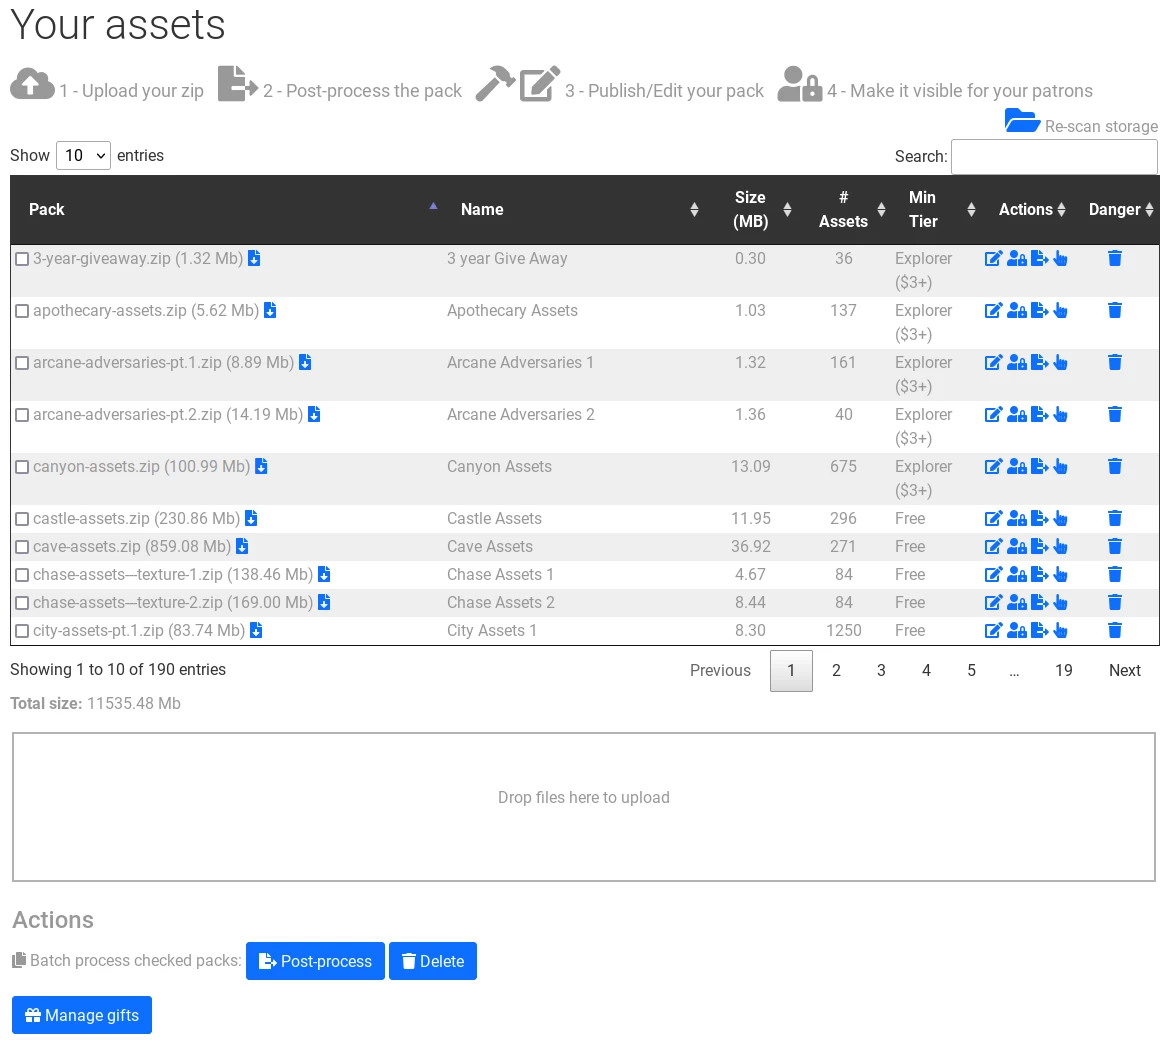 Your assets
1 - Upload your zip 2 - Post-process the pack 3 - Publish/Edit your pack 4 - Make it visible for your patrons
Re-scan storage
Show 10 entries Search:
Pack Name Size (MB) # Assets Min Tier Actions Danger
3-year-giveaway.zip (1.32 Mb) 3 year Give Away 0.30 36 Explorer ($3+)
apothecary-assets.zip (5.62 Mb) Apothecary Assets 1.03 137 Explorer ($3+)
arcane-adversaries-pt.1.zip (8.89 Mb) Arcane Adversaries 1 1.32 161 Explorer ($3+)
arcane-adversaries-pt.2.zip (14.19 Mb) Arcane Adversaries 2 1.36 40 Explorer ($3+)
canyon-assets.zip (100.99 Mb) Canyon Assets 13.09 675 Explorer ($3+)
castle-assets.zip (230.86 Mb) Castle Assets 11.95 296 Free
cave-assets.zip (859.08 Mb) Cave Assets 36.92 271 Free
chase-assets—texture-1.zip (138.46 Mb) Chase Assets 1 4.67 84 Free
chase-assets—texture-2.zip (169.00 Mb) Chase Assets 2 8.44 84 Free
city-assets-pt.1.zip (83.74 Mb) City Assets 1 8.30 1250 Free
Showing 1 to 10 of 190 entries Previous 1 2 3 4 5 … 19 Next
Total size: 11535.48 Mb
Drop files here to upload
Actions
Batch process checked packs: Post-process Delete
Manage gifts